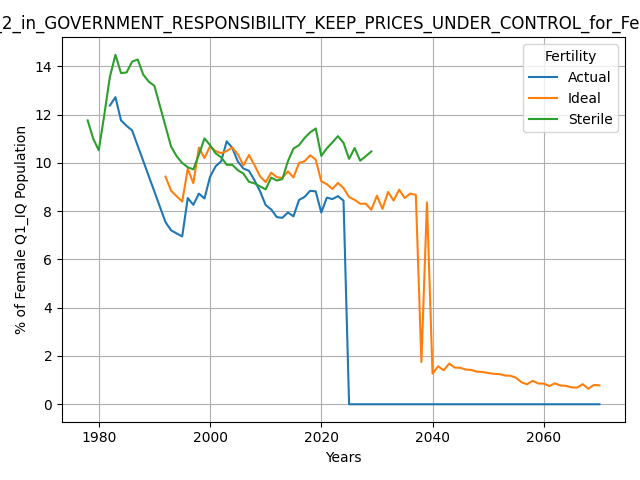 _2_in_GOVERNMENT_RESPONSIBILITY_KEEP_PRICES_UNDER_CONTROL_for_Fe
Fertility
Actual
Ideal
Sterile
% of Female Q1_IQ Population
14
12
10
8
6
4
2
0
1980
2000
2020
2040
2060
Years